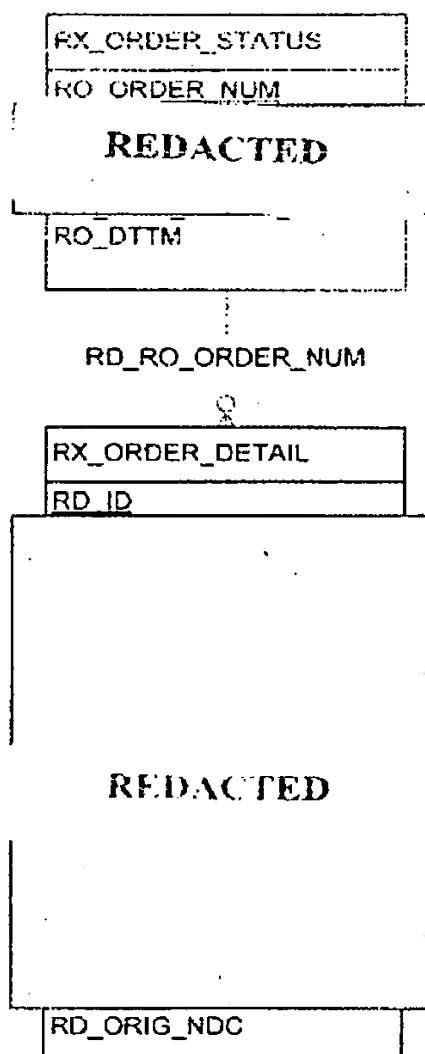 RX_ORDER_STATUS
RO_ORDER_NUM
REDACTED
RO_DTTM
RD_RO_ORDER_NUM
RX_ORDER_DETAIL
RD_ID
REDACTED
RD_ORIG_NDC